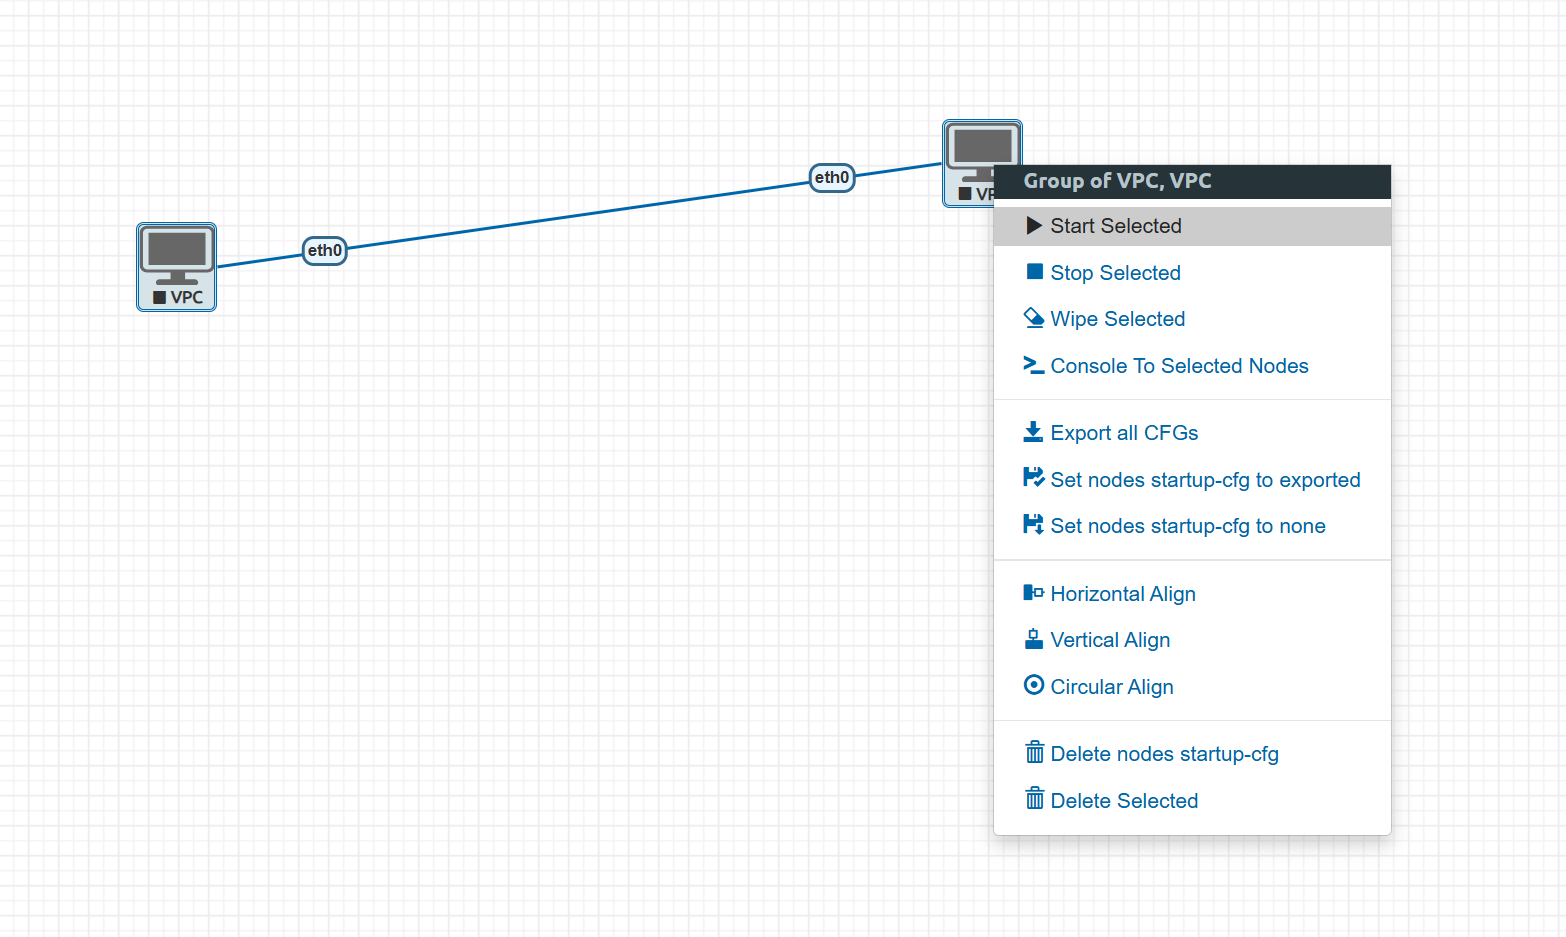 eth0
eth0
VPC
Group of VPC, VPC
Start Selected
Stop Selected
Wipe Selected
Console To Selected Nodes
Export all CFGs
Set nodes startup-cfg to exported
Set nodes startup-cfg to none
Horizontal Align
Vertical Align
Circular Align
Delete nodes startup-cfg
Delete Selected